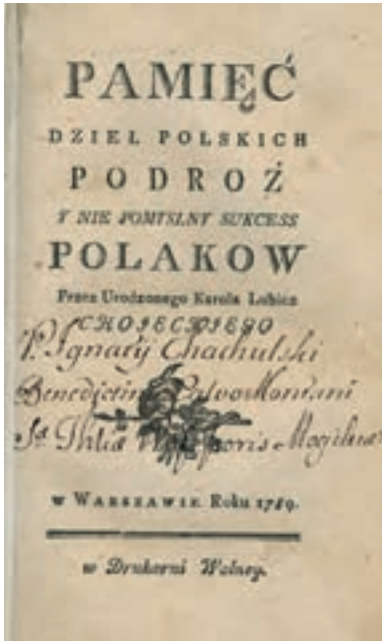 PAMIĘĆ
DZIEL POLSKICH
PODROŻ
Y NIE POMYSLNY SUKCESS
POLAKOW
Przez Urodzonego Karola Lubicz
CHOJECKIEGO
P. Ignacy Chachulski
Benedictin
w WARSZAWIE Roku 1789.
w Drukarni Wolney.